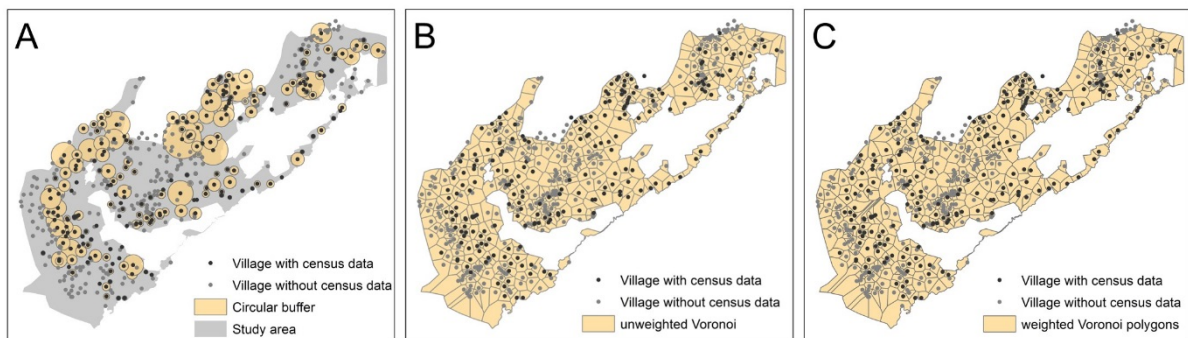 A
Village with census data
Village without census data
Circular buffer
Study area
B
Village with census data
Village without census data
unweighted Voronoi
C
Village with census data
Village without census data
weighted Voronoi polygons